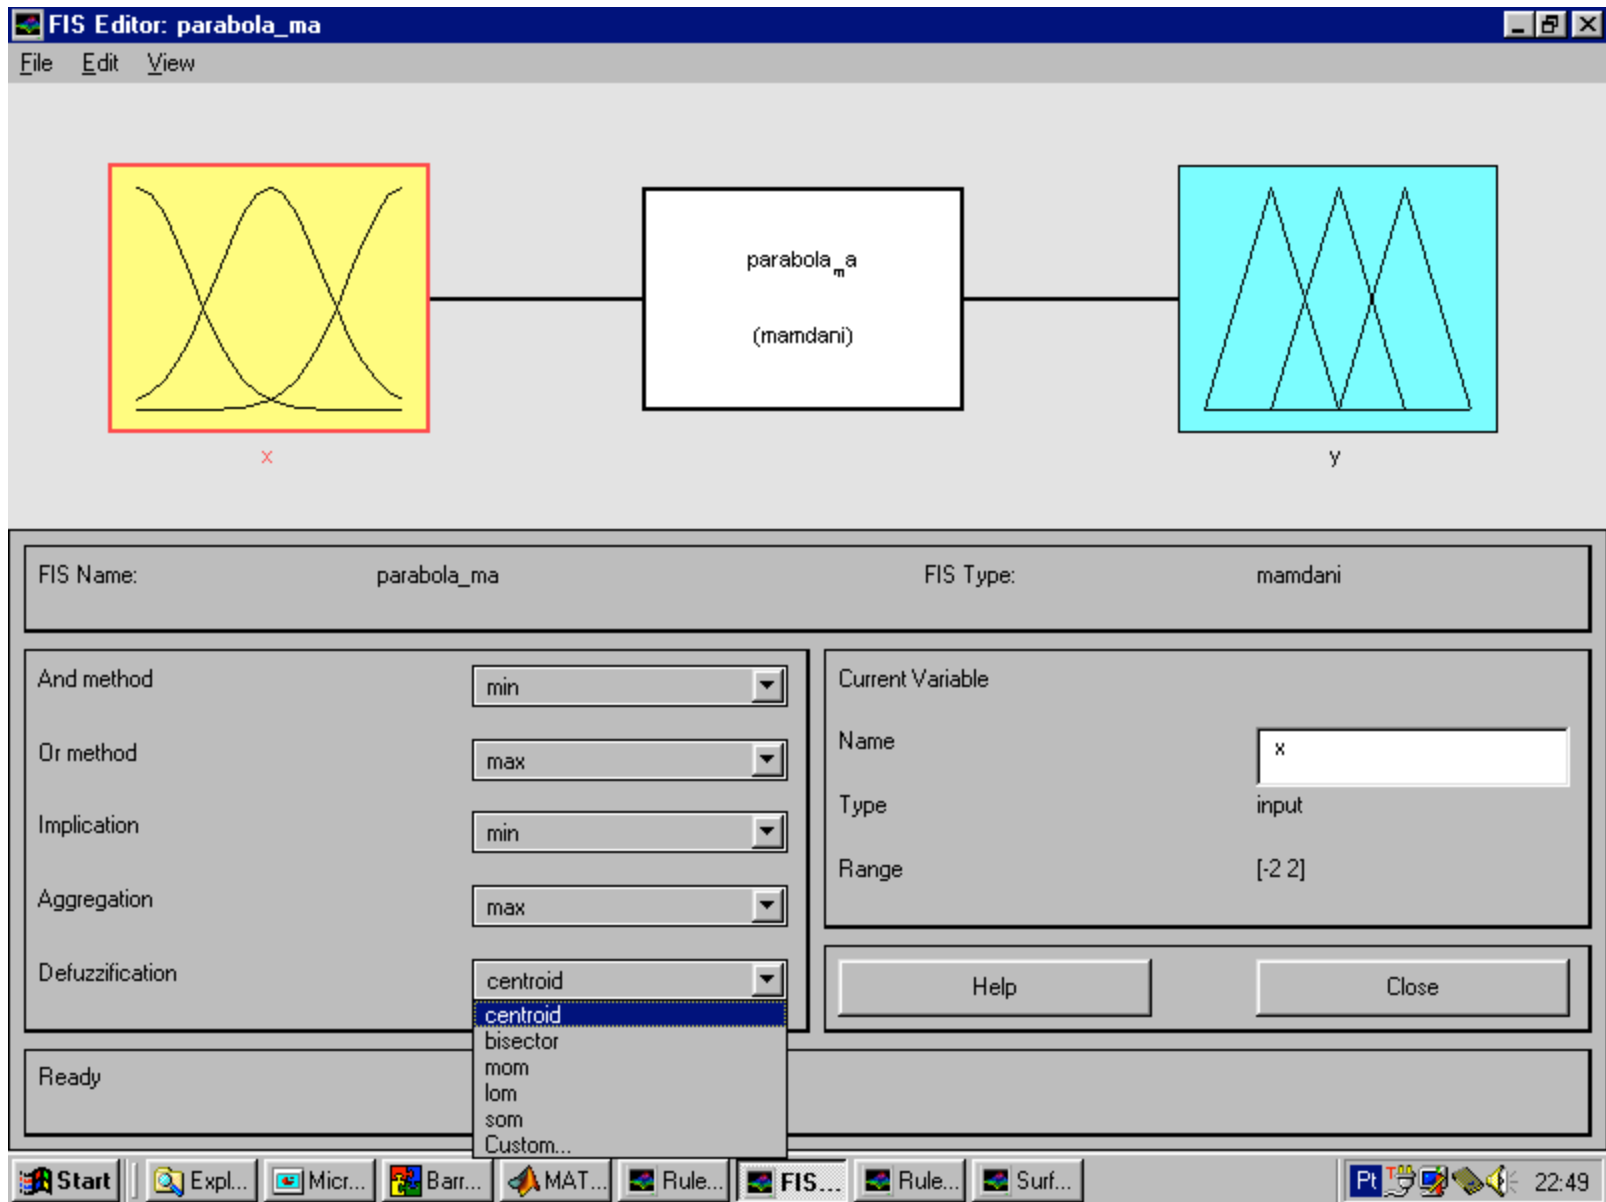 FIS Editor: parabola_ma
File Edit View
parabola_ma
(mamdani)
x
y
FIS Name: parabola_ma FIS Type: mamdani
And method min
Or method max
Implication min
Aggregation max
Defuzzification centroid
centroid
bisector
mom
lom
som
Custom...
Current Variable
Name x
Type input
Range [-2 2]
Help Close
Ready
Start Expl... Micr... Barr... MAT... Rule... FIS... Rule... Surf... Pt 22:49